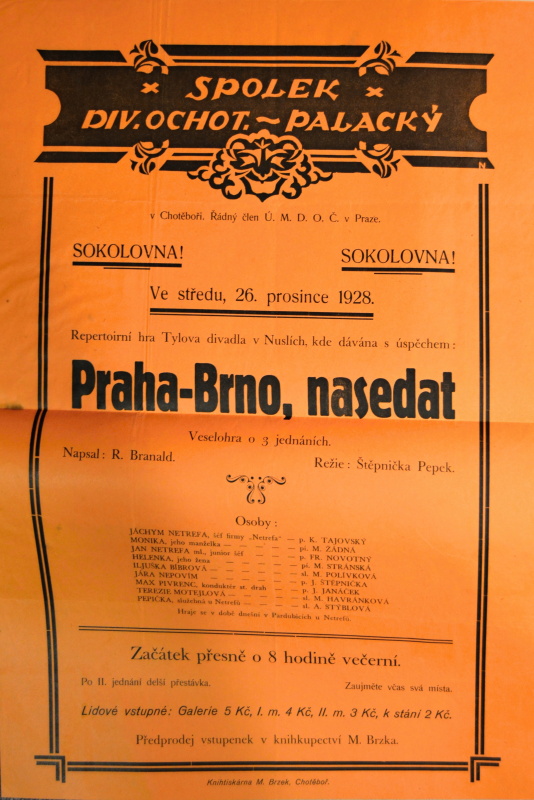 SPOLEK
DIV. OCHOT. ~ PALACKÝ
v Chotěboři. Řádný člen Ú. M. D. O. Č. v Praze.
SOKOLOVNA! SOKOLOVNA!
Ve středu, 26. prosince 1928.
Repertoirní hra Tylova divadla v Nuslích, kde dávána s úspěchem:
Praha-Brno, nasedat
Veselohra o 3 jednáních.
Napsal: R. Branald. Režie: Štěpnička Pepek.
Osoby:
JÁCHYM NETREFA, šéf firmy „Netrefa“ — p. K. TAJOVSKÝ
MONIKA, jeho manželka — — — — pí. M. ŽÁDNÁ
JAN NETREFA ml., junior šéf — — — p. FR. NOVOTNÝ
HELENKA, jeho žena — — — — — pí. M. STRÁNSKÁ
ILJUŠKA BÍBROVÁ — — — — — sl. M. POLÍVKOVÁ
JÁRA NEPOVÍM — — — — — — p. J. ŠTĚPNIČKA
MAX PIVRENC, konduktér st. drah — — p. J. JANÁČEK
TEREZIE MOTEJLOVÁ — — — — — sl. M. HAVRÁNKOVÁ
PEPIČKA, služebná u Netrefů — — — — sl. A. STYBLOVÁ
Hraje se v době dnešní v Pardubicích u Netrefů.
Začátek přesně o 8 hodině večerní.
Po II. jednání delší přestávka. Zaujměte včas svá místa.
Lidové vstupné: Galerie 5 Kč, I. m. 4 Kč, II. m. 3 Kč, k stání 2 Kč.
Předprodej vstupenek v knihkupectví M. Brzka.
Knihtiskárna M. Brzek, Chotěboř.